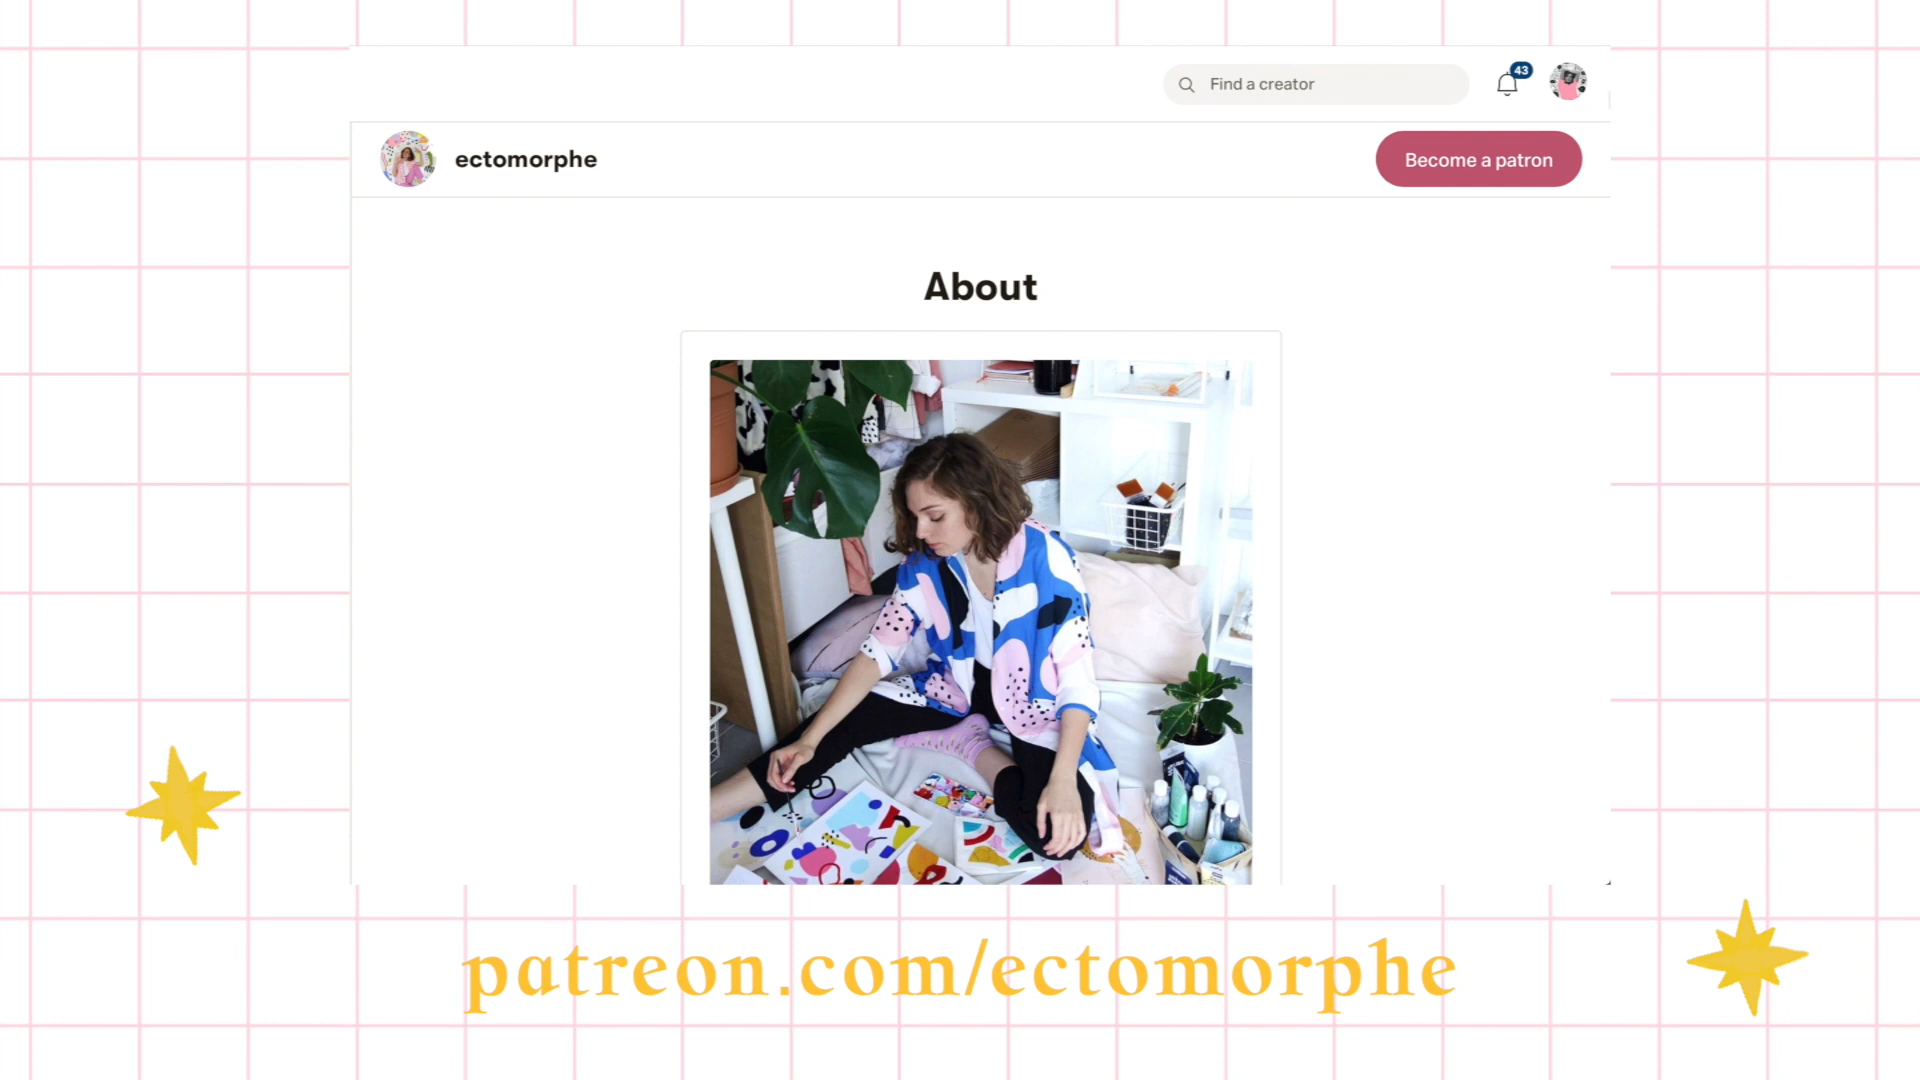 Find a creator
43
ectomorphe
Become a patron
About
patreon.com/ectomorphe